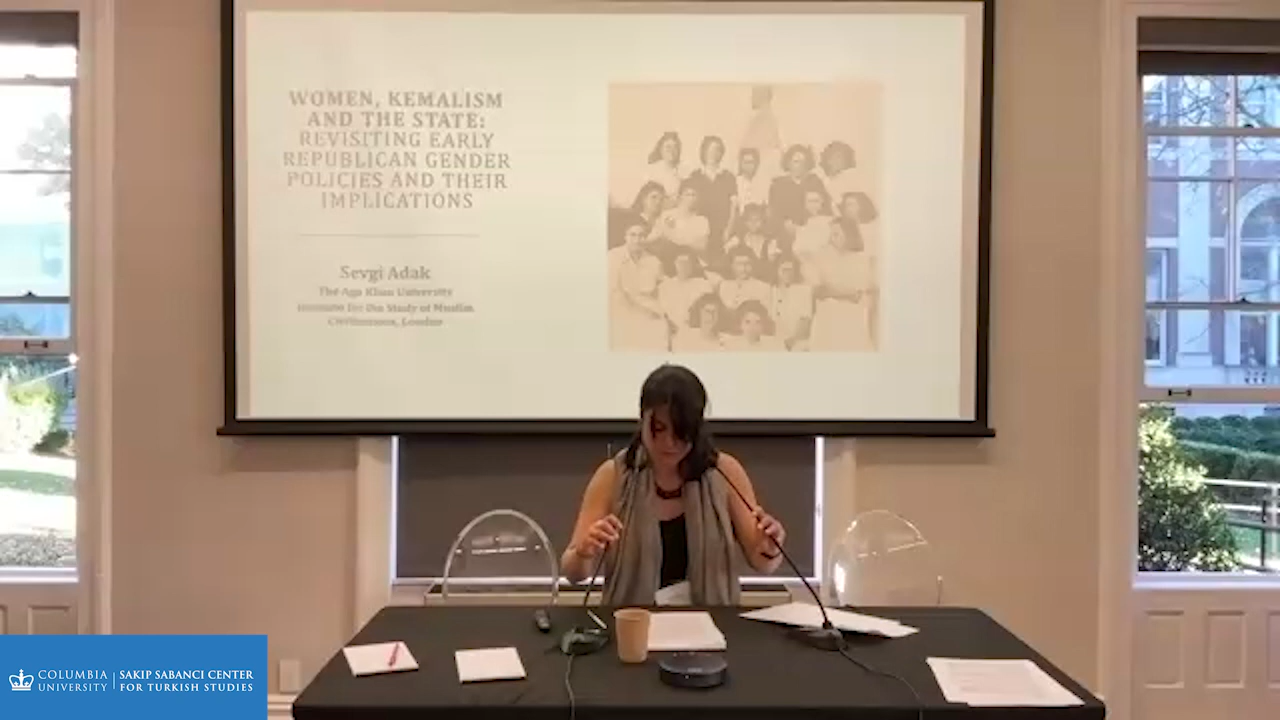 WOMEN, KEMALISM
AND THE STATE:
REVISITING EARLY
REPUBLICAN GENDER
POLICIES AND THEIR
IMPLICATIONS
Sevgi Adak
The Aga Khan University
Institute for the Study of Muslim
Civilisations, London
COLUMBIA
UNIVERSITY
SAKIP SABANCI CENTER
FOR TURKISH STUDIES